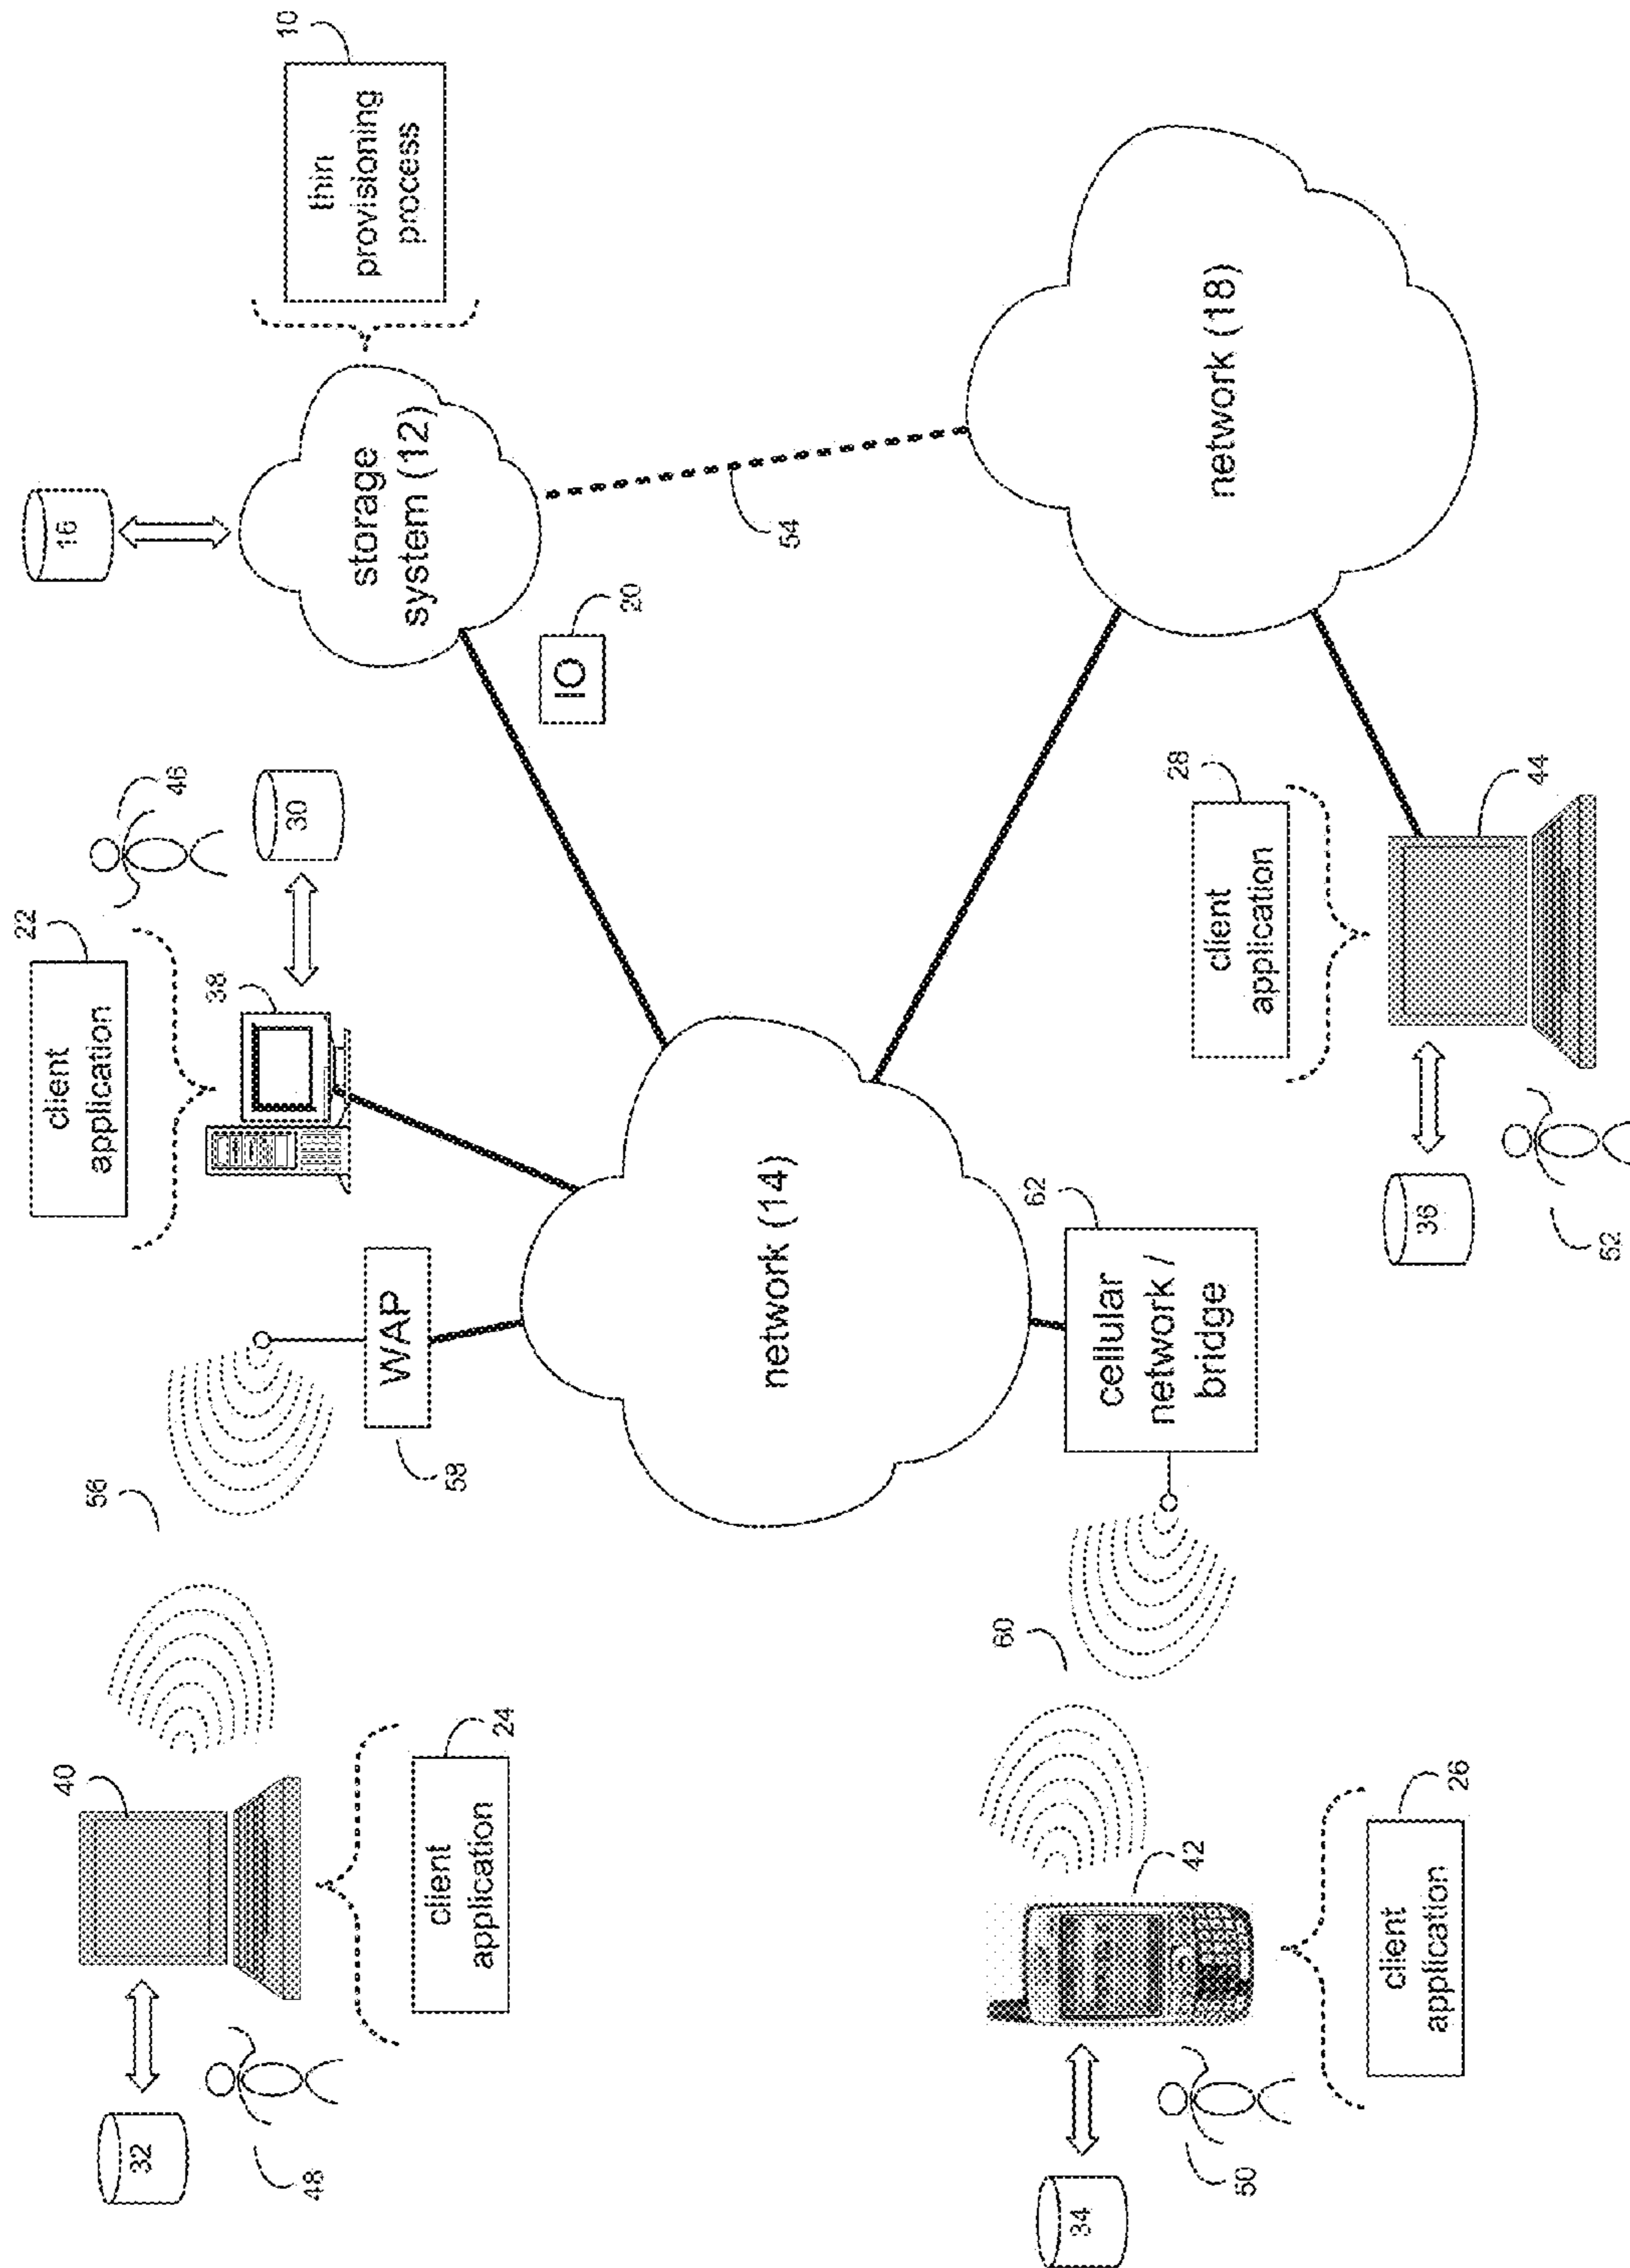 22
client
application
16
40
56
32
46
38
10
30
48
thin
provisioning
process
storage
system (12)
WAP
58
client
application
24
IO
20
network (14)
54
60
62
34
cellular
network /
bridge
28
client
application
42
network (18)
50
client
application
26
36
44
52